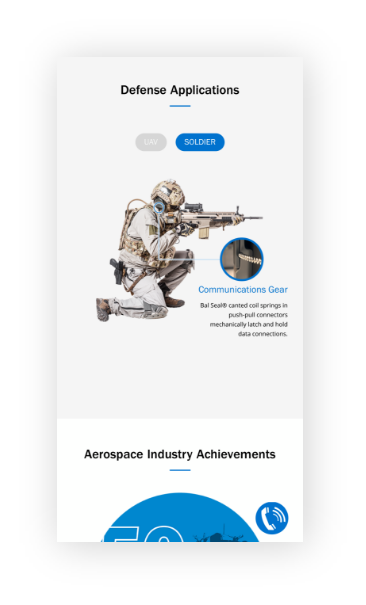 Defense Applications
UAV
SOLDIER
Communications Gear
Bal Seal® canted coil springs in
push-pull connectors
mechanically latch and hold
data connections.
Aerospace Industry Achievements